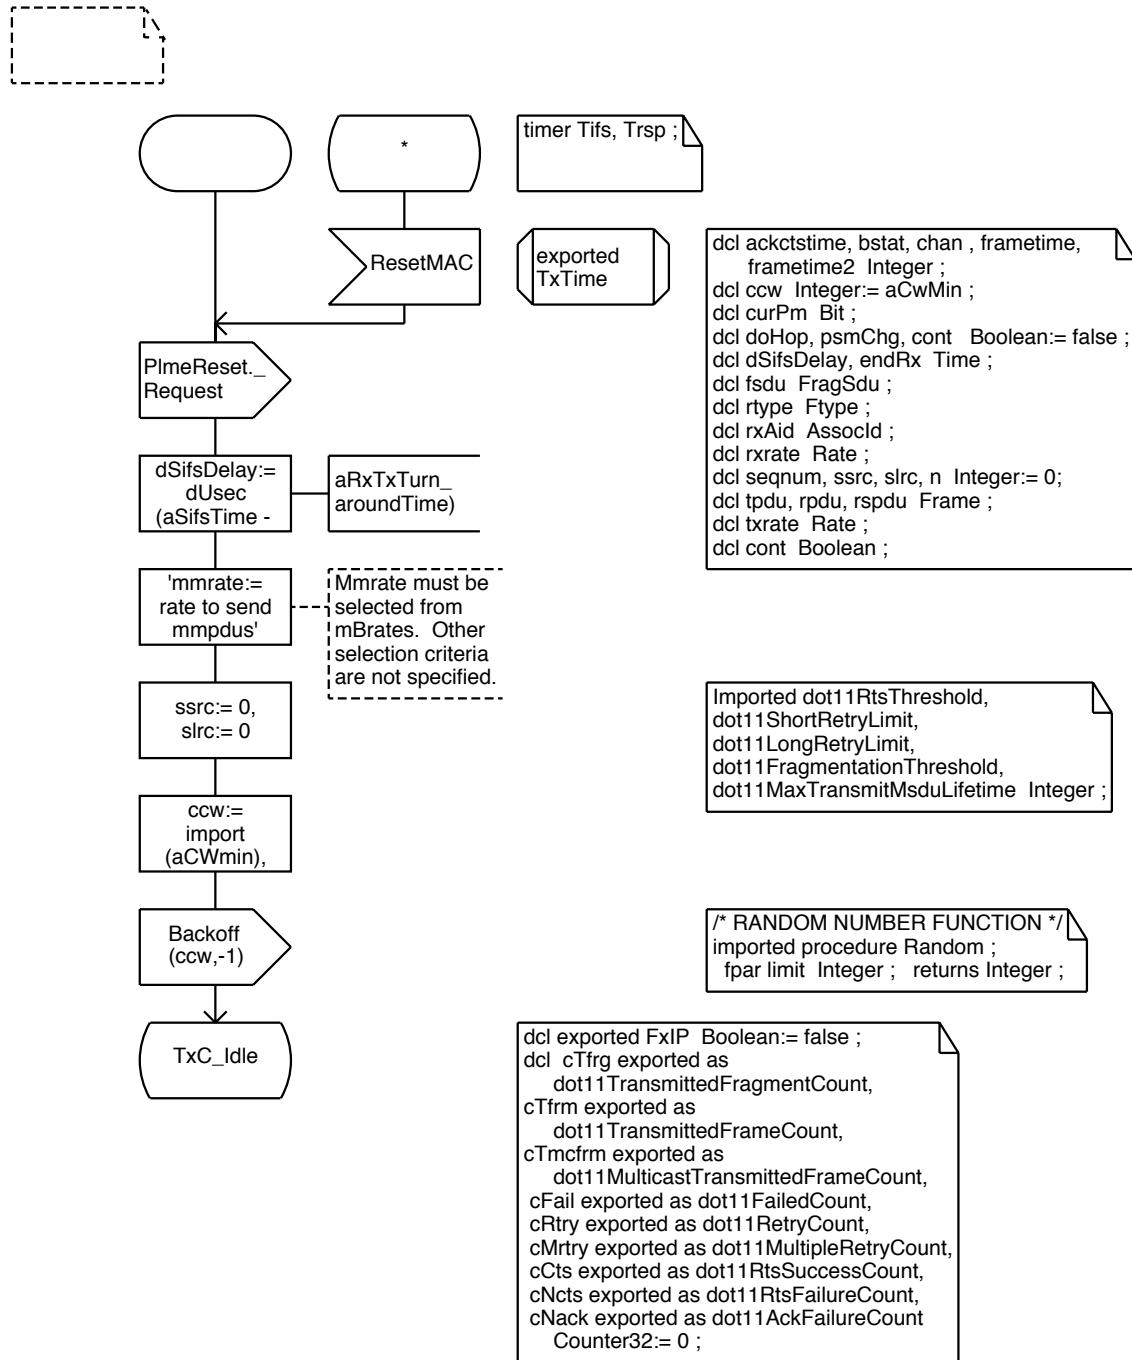 *
timer Tifs, Trsp ;
ResetMAC
exported
TxTime
dcl ackctstime, bstat, chan , frametime,
frametime2 Integer ;
dcl ccw Integer:= aCwMin ;
dcl curPm Bit ;
dcl doHop, psmChg, cont Boolean:= false ;
dcl dSifsDelay, endRx Time ;
dcl fsdu FragSdu ;
dcl rtype Ftype ;
dcl rxAid AssocId ;
dcl rxrate Rate ;
dcl seqnum, ssrc, slrc, n Integer:= 0;
dcl tpdu, rpdu, rspdu Frame ;
dcl txrate Rate ;
dcl cont Boolean ;
PlmeReset._
Request
dSifsDelay:=
dUsec
(aSifsTime -
aRxTxTurn_
aroundTime)
'mmrate:=
rate to send
mmpdus'
Mmrate must be
selected from
mBrates. Other
selection criteria
are not specified.
ssrc:= 0,
slrc:= 0
Imported dot11RtsThreshold,
dot11ShortRetryLimit,
dot11LongRetryLimit,
dot11FragmentationThreshold,
dot11MaxTransmitMsduLifetime Integer ;
ccw:=
import
(aCWmin),
Backoff
(ccw,-1)
/* RANDOM NUMBER FUNCTION */
imported procedure Random ;
fpar limit Integer ; returns Integer ;
TxC_Idle
dcl exported FxIP Boolean:= false ;
dcl cTfrg exported as
dot11TransmittedFragmentCount,
cTfrm exported as
dot11TransmittedFrameCount,
cTmcfrm exported as
dot11MulticastTransmittedFrameCount,
cFail exported as dot11FailedCount,
cRtry exported as dot11RetryCount,
cMrtry exported as dot11MultipleRetryCount,
cCts exported as dot11RtsSuccessCount,
cNcts exported as dot11RtsFailureCount,
cNack exported as dot11AckFailureCount
Counter32:= 0 ;